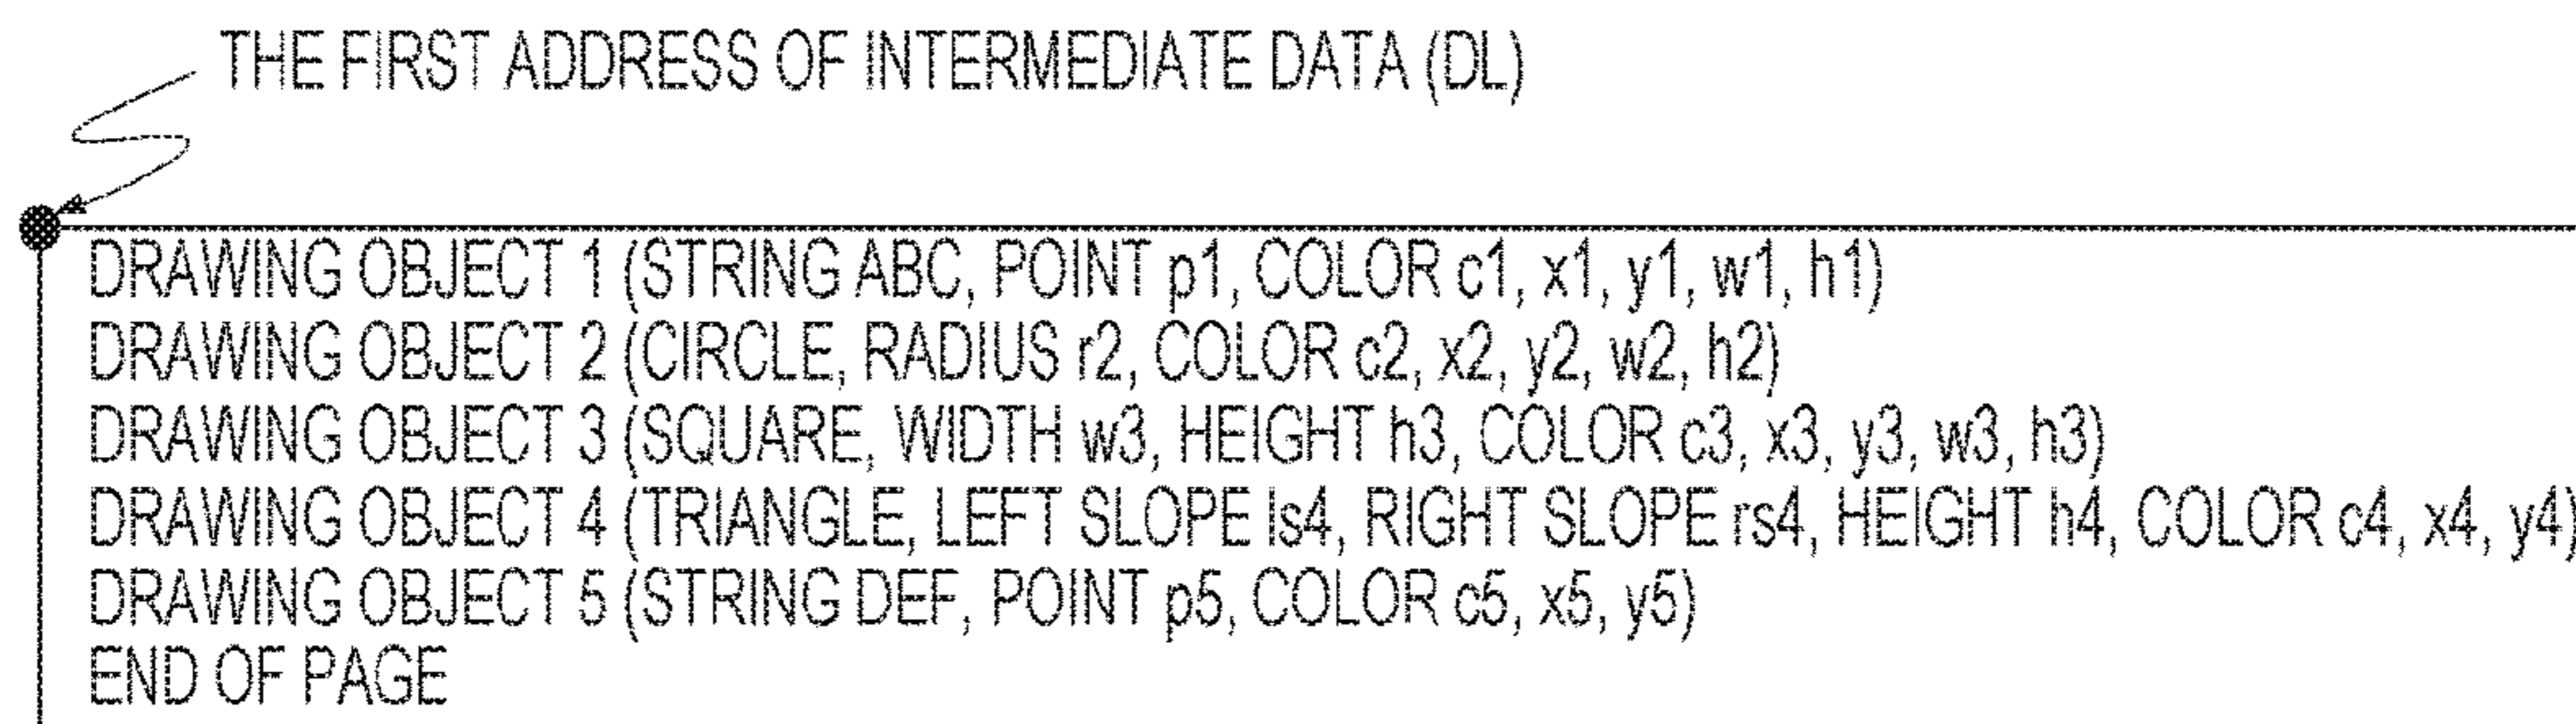 THE FIRST ADDRESS OF INTERMEDIATE DATA (DL)
DRAWING OBJECT 1 (STRING ABC, POINT p1, COLOR c1, x1, y1, w1, h1)
DRAWING OBJECT 2 (CIRCLE, RADIUS r2, COLOR c2, x2, y2, w2, h2)
DRAWING OBJECT 3 (SQUARE, WIDTH w3, HEIGHT h3, COLOR c3, x3, y3, w3, h3)
DRAWING OBJECT 4 (TRIANGLE, LEFT SLOPE ls4, RIGHT SLOPE rs4, HEIGHT h4, COLOR c4, x4, y4)
DRAWING OBJECT 5 (STRING DEF, POINT p5, COLOR c5, x5, y5)
END OF PAGE